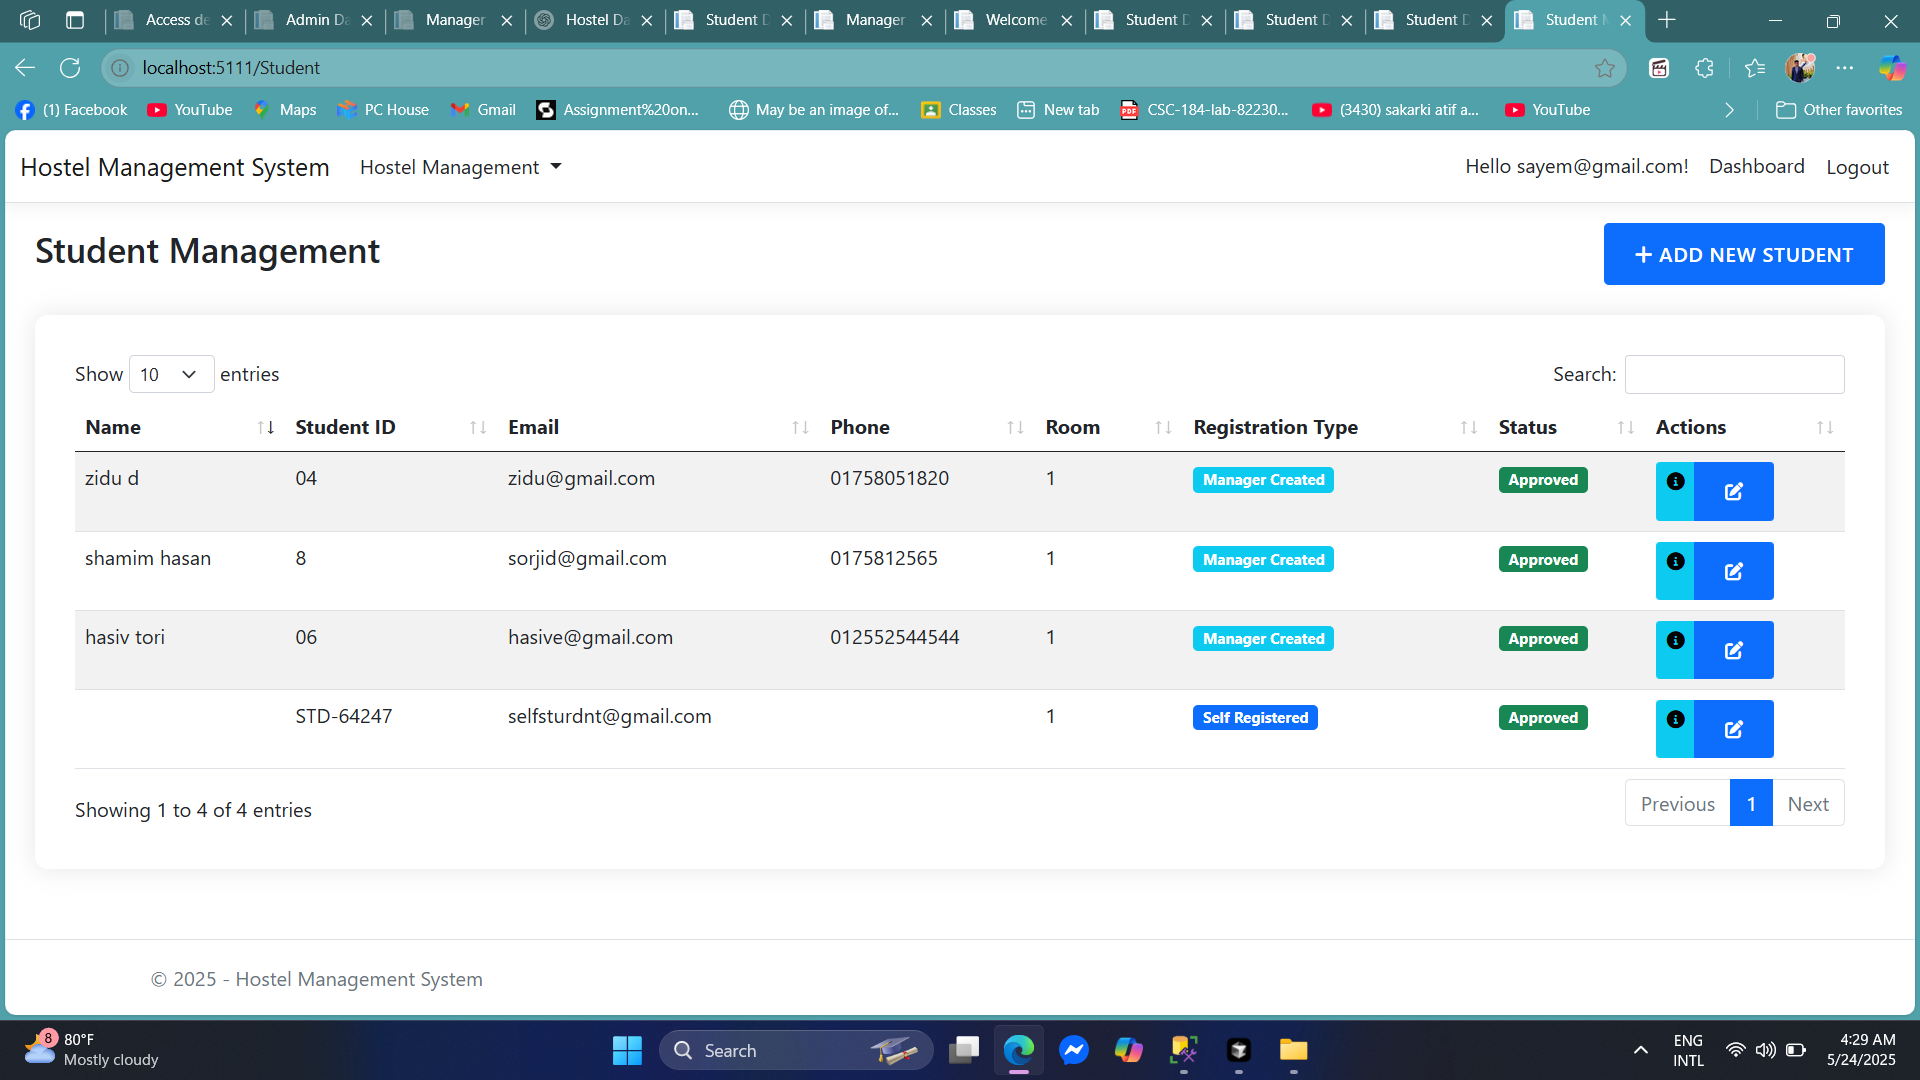 Access de
Admin Da
Manager
Hostel Da
Student D
Manager
Welcome
Student D
Student D
Student D
Student M
localhost:5111/Student
(1) Facebook
YouTube
Maps
PC House
Gmail
Assignment%20on...
May be an image of...
Classes
New tab
CSC-184-lab-82230...
(3430) sakarki atif a...
YouTube
Other favorites
Hostel Management System
Hostel Management
Hello sayem@gmail.com!
Dashboard
Logout
Student Management
+ ADD NEW STUDENT
Show 10 entries
Search:
Name Student ID Email Phone Room Registration Type Status Actions
zidu d 04 zidu@gmail.com 01758051820 1 Manager Created Approved
shamim hasan 8 sorjid@gmail.com 0175812565 1 Manager Created Approved
hasiv tori 06 hasive@gmail.com 012552544544 1 Manager Created Approved
STD-64247 selfsturdnt@gmail.com 1 Self Registered Approved
Showing 1 to 4 of 4 entries
Previous 1 Next
© 2025 - Hostel Management System
8
80°F
Mostly cloudy
Search
ENG
INTL
4:29 AM
5/24/2025